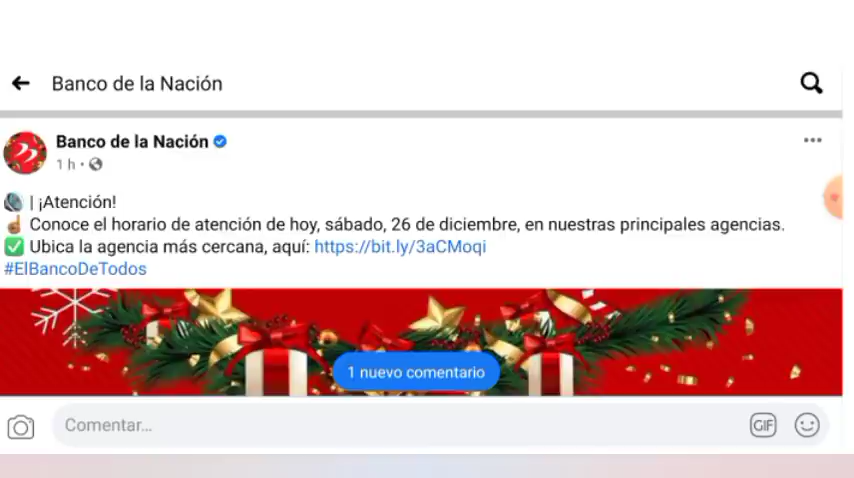 Banco de la Nación
Banco de la Nación
1 h ·
| ¡Atención!
Conoce el horario de atención de hoy, sábado, 26 de diciembre, en nuestras principales agencias.
Ubica la agencia más cercana, aquí: https://bit.ly/3aCMoqi
#ElBancoDeTodos
1 nuevo comentario
Comentar...
GIF